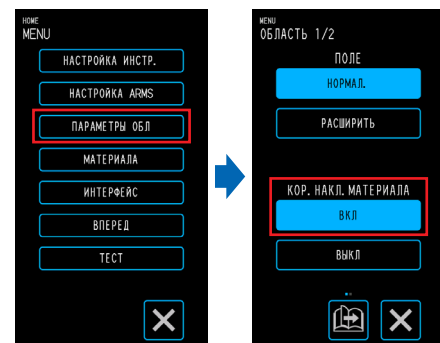 HOME
MENU
НАСТРОЙКА ИНСТР.
НАСТРОЙКА ARMS
ПАРАМЕТРЫ ОБЛ
МАТЕРИАЛА
ИНТЕРФЕЙС
ВПЕРЕД
ТЕСТ
MENU
ОБЛАСТЬ 1/2
ПОЛЕ
НОРМАЛ.
РАСШИРИТЬ
КОР. НАКЛ. МАТЕРИАЛА
ВКЛ
ВЫКЛ